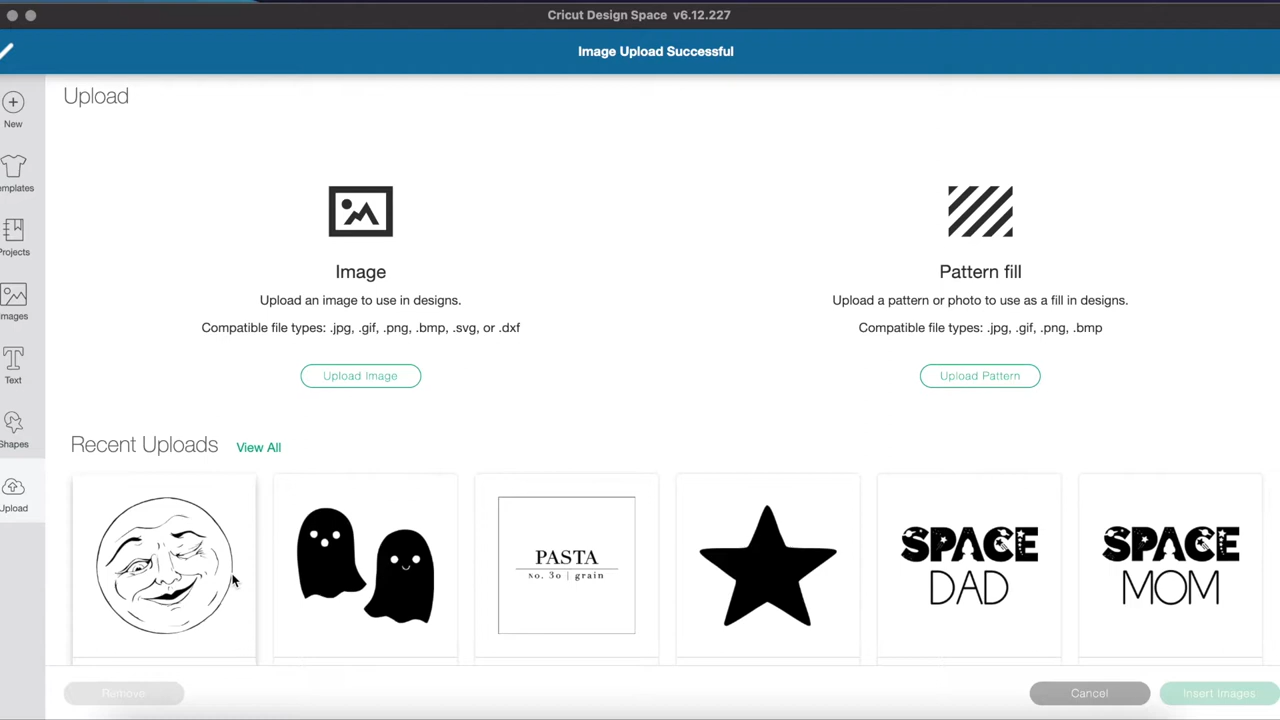 Cricut Design Space v6.12.227
Image Upload Successful
Upload
New
emplates
Projects
mages
Text
Shapes
Upload
Image
Upload an image to use in designs.
Compatible file types: .jpg, .gif, .png, .bmp, .svg, or .dxf
Upload Image
Pattern fill
Upload a pattern or photo to use as a fill in designs.
Compatible file types: .jpg, .gif, .png, .bmp
Upload Pattern
Recent Uploads View All
PASTA
no. 30 | grain
SPACE
DAD
SPACE
MOM
Remove
Cancel
Insert Images